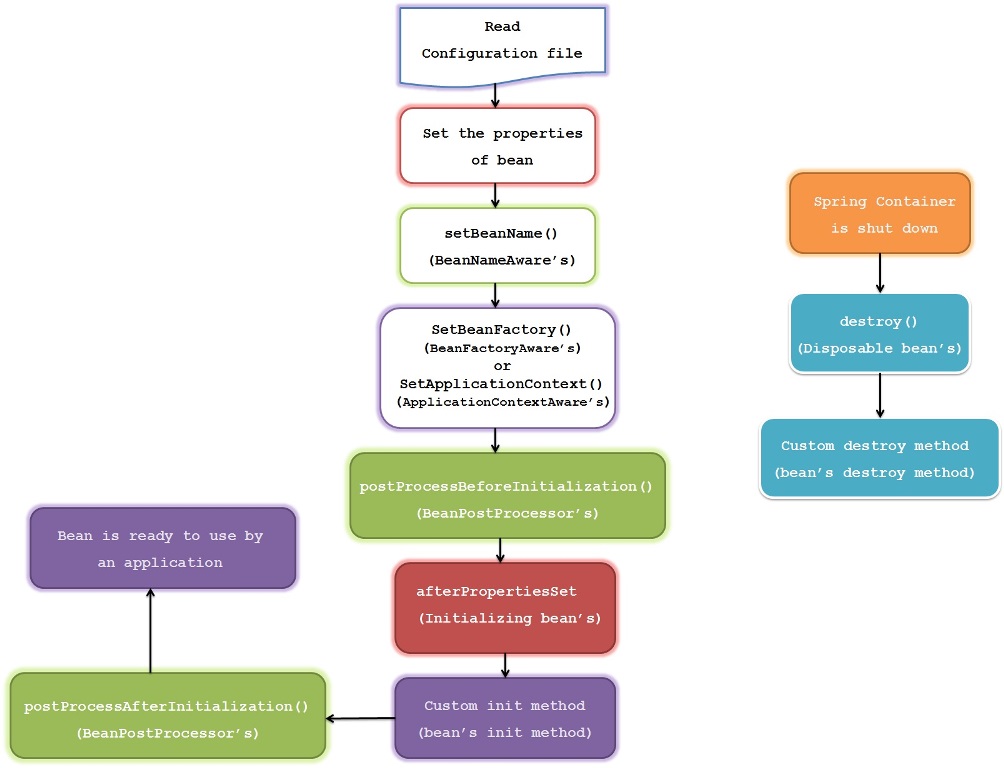 Read
Configuration file
Set the properties
of bean
setBeanName()
(BeanNameAware's)
SetBeanFactory()
(BeanFactoryAware's)
or
SetApplicationContext()
(ApplicationContextAware's)
postProcessBeforeInitialization()
(BeanPostProcessor's)
afterPropertiesSet
(Initializing bean's)
Custom init method
(bean's init method)
postProcessAfterInitialization()
(BeanPostProcessor's)
Bean is ready to use by
an application
Spring Container
is shut down
destroy()
(Disposable bean's)
Custom destroy method
(bean's destroy method)